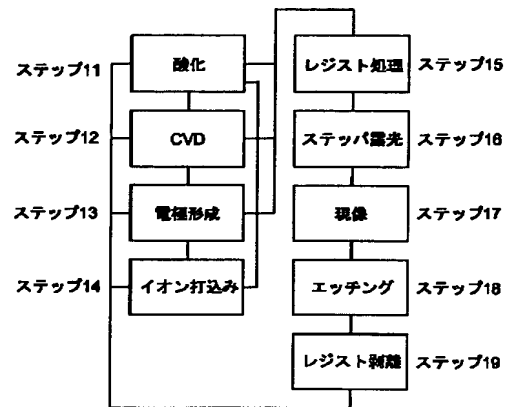 ステップ11 酸化
ステップ12 CVD
ステップ13 電極形成
ステップ14 イオン打込み
レジスト処理 ステップ15
ステッパ露光 ステップ16
現像 ステップ17
エッチング ステップ18
レジスト剥離 ステップ19